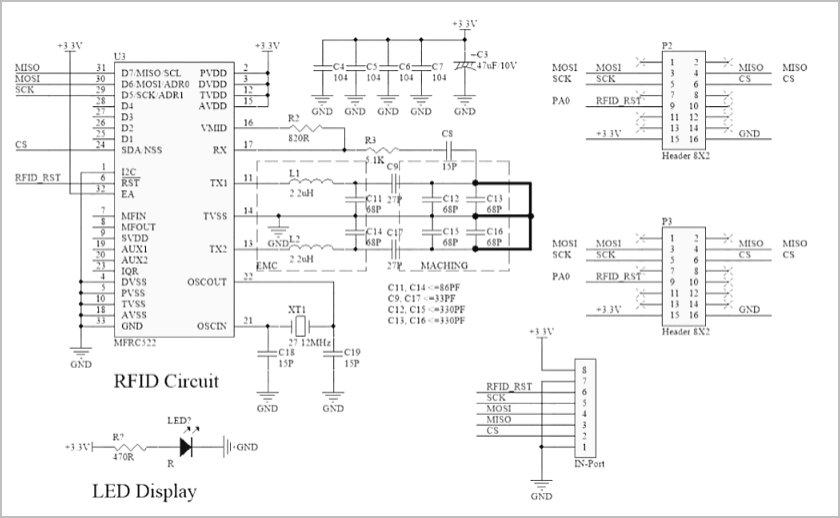 +3.3V
U3
+3.3V
MISO 31 D7/MISO/SCL PVDD 2
MOSI 30 D6/MOSI/ADR0 DVDD 3
SCK 29 D5/SCK/ADR1 TVDD 12
28 D4 AVDD 15
27 D3
26 D2 VMID 16
25 D1
CS 24 SDA/NSS RX 17
1 I2C
RFID_RST 6 RST TX1 11
32 EA
7 MFIN TVSS 14
8 MFOUT
9 SVDD
19 AUX1 TX2 13
20 AUX2
23 IQR
4 DVSS OSCOUT 22
5 PVSS
10 TVSS
18 AVSS
33 GND OSCIN 21
MFRC522
GND
RFID Circuit
+3.3V
C4
104
C5
104
C6
104
C7
104
C3
47uF/10V
GND GND GND GND GND
R2
820R
R3
5.1K
C8
15P
L1
2.2uH
C9
27P
C11
68P
C12
68P
C13
68P
GND
L2
2.2uH
C14
68P
C17
27P
C15
68P
C16
68P
EMC
MACHING
C11, C14 <=86PF
C9, C17 <=33PF
C12, C15 <=330PF
C13, C16 <=330PF
XT1
27.12MHz
C18
15P
C19
15P
GND
GND
P2
MOSI MOSI 1 2 MISO MISO
SCK SCK 3 4 CS CS
5 6
7 8
PA0 RFID_RST 9 10
11 12
+3.3V 13 14 GND
15 16
Header 8X2
P3
MOSI MOSI 1 2 MISO MISO
SCK SCK 3 4 CS CS
5 6
7 8
PA0 RFID_RST 9 10
11 12
+3.3V 13 14 GND
15 16
Header 8X2
+3.3V
8
7
RFID_RST 6
SCK 5
MOSI 4
MISO 3
CS 2
1
IN-Port
GND
LED?
R?
+3.3V
470R
R
GND
LED Display